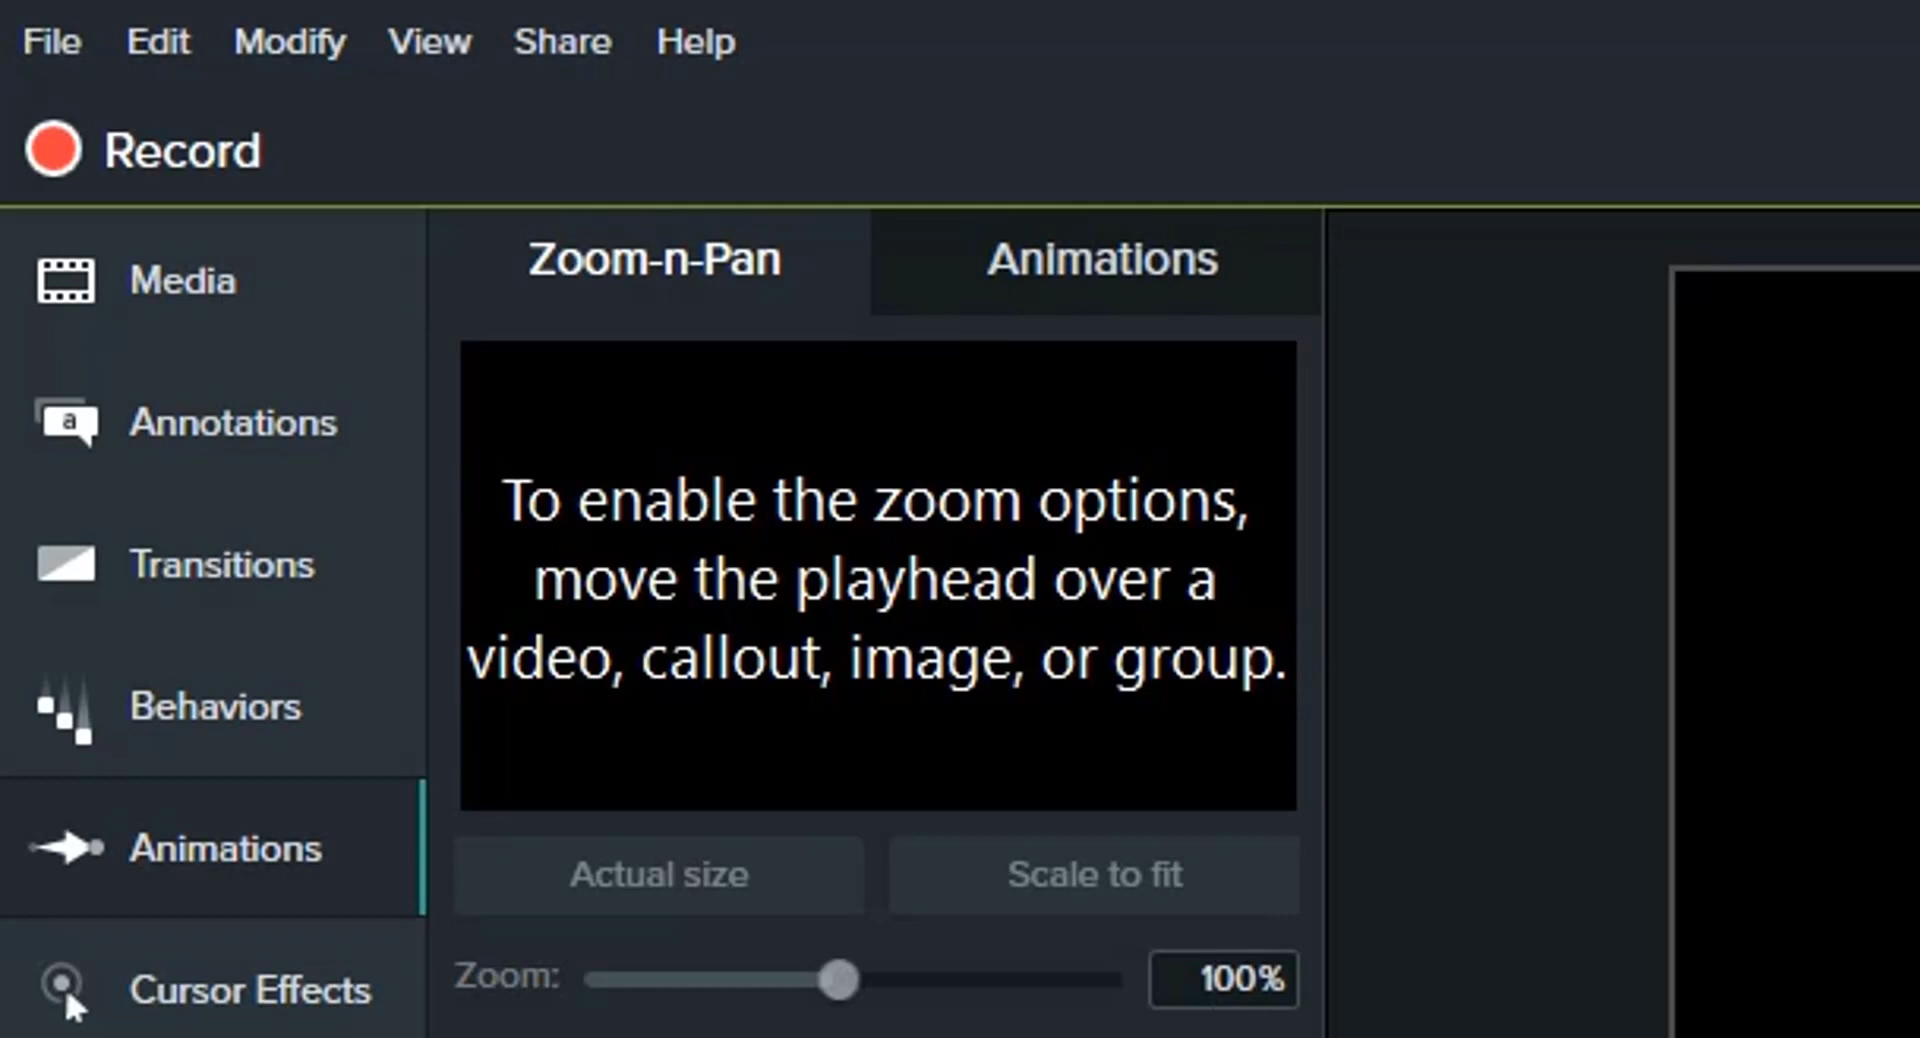 File Edit Modify View Share Help
Record
Media
Annotations
Transitions
Behaviors
Animations
Cursor Effects
Zoom-n-Pan Animations
To enable the zoom options,
move the playhead over a
video, callout, image, or group.
Actual size Scale to fit
Zoom: 100%